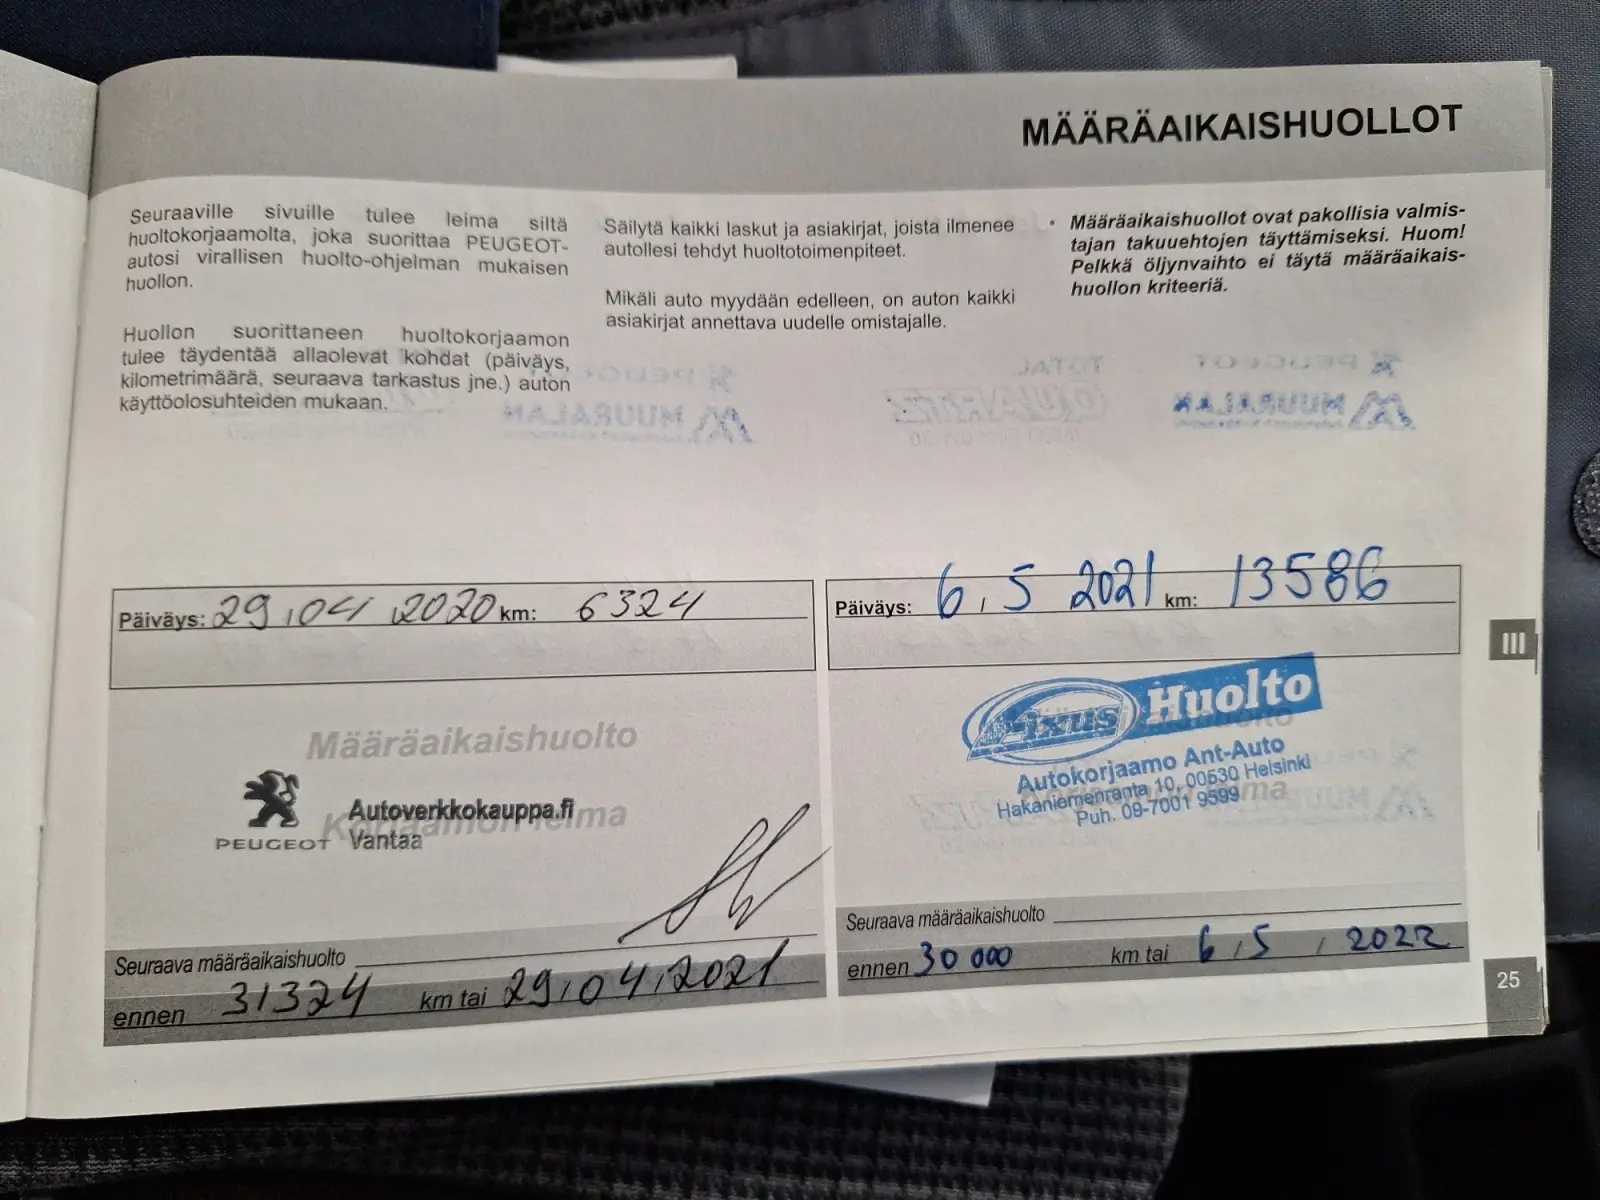 MÄÄRÄAIKAISHUOLLOT
Seuraaville sivuille tulee leima siltä
huoltokorjaamolta, joka suorittaa PEUGEOT-
autosi virallisen huolto-ohjelman mukaisen
huollon.
Huollon suorittaneen huoltokorjaamon
tulee täydentää allaolevat kohdat (päiväys,
kilometrimäärä, seuraava tarkastus jne.) auton
käyttöolosuhteiden mukaan.
Säilytä kaikki laskut ja asiakirjat, joista ilmenee
autollesi tehdyt huoltotoimenpiteet.
Mikäli auto myydään edelleen, on auton kaikki
asiakirjat annettava uudelle omistajalle.
• Määräaikaishuollot ovat pakollisia valmis-
tajan takuuehtojen täyttämiseksi. Huom!
Pelkkä öljynvaihto ei täytä määräaikais-
huollon kriteeriä.
Päiväys: 29.04.2020 km: 6324
Määräaikaishuolto
Korjaamon leima
PEUGEOT
Autoverkkokauppa.fi
Vantaa
Seuraava määräaikaishuolto
ennen 31324 km tai 29.04.2021
Päiväys: 6.5 2021 km: 13586
Fixus Huolto
Autokorjaamo Ant-Auto
Hakaniemenranta 10, 00530 Helsinki
Puh. 09-7001 9599
Seuraava määräaikaishuolto
ennen 30 000 km tai 6.5.2022
III
25